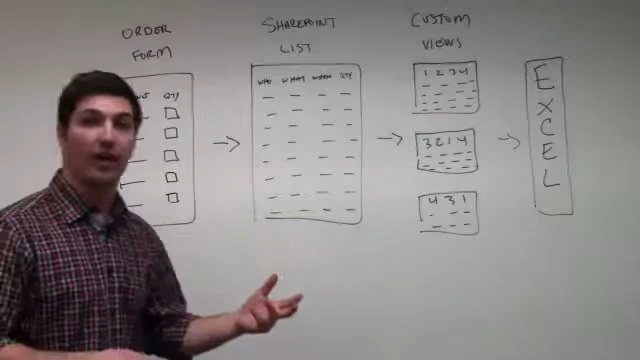 ORDER
FORM
QTY
SHAREPOINT
LIST
WHO WHAT WHEN QTY
CUSTOM
VIEWS
1 2 3 4
3 2 1 4
4 3 1
EXCEL